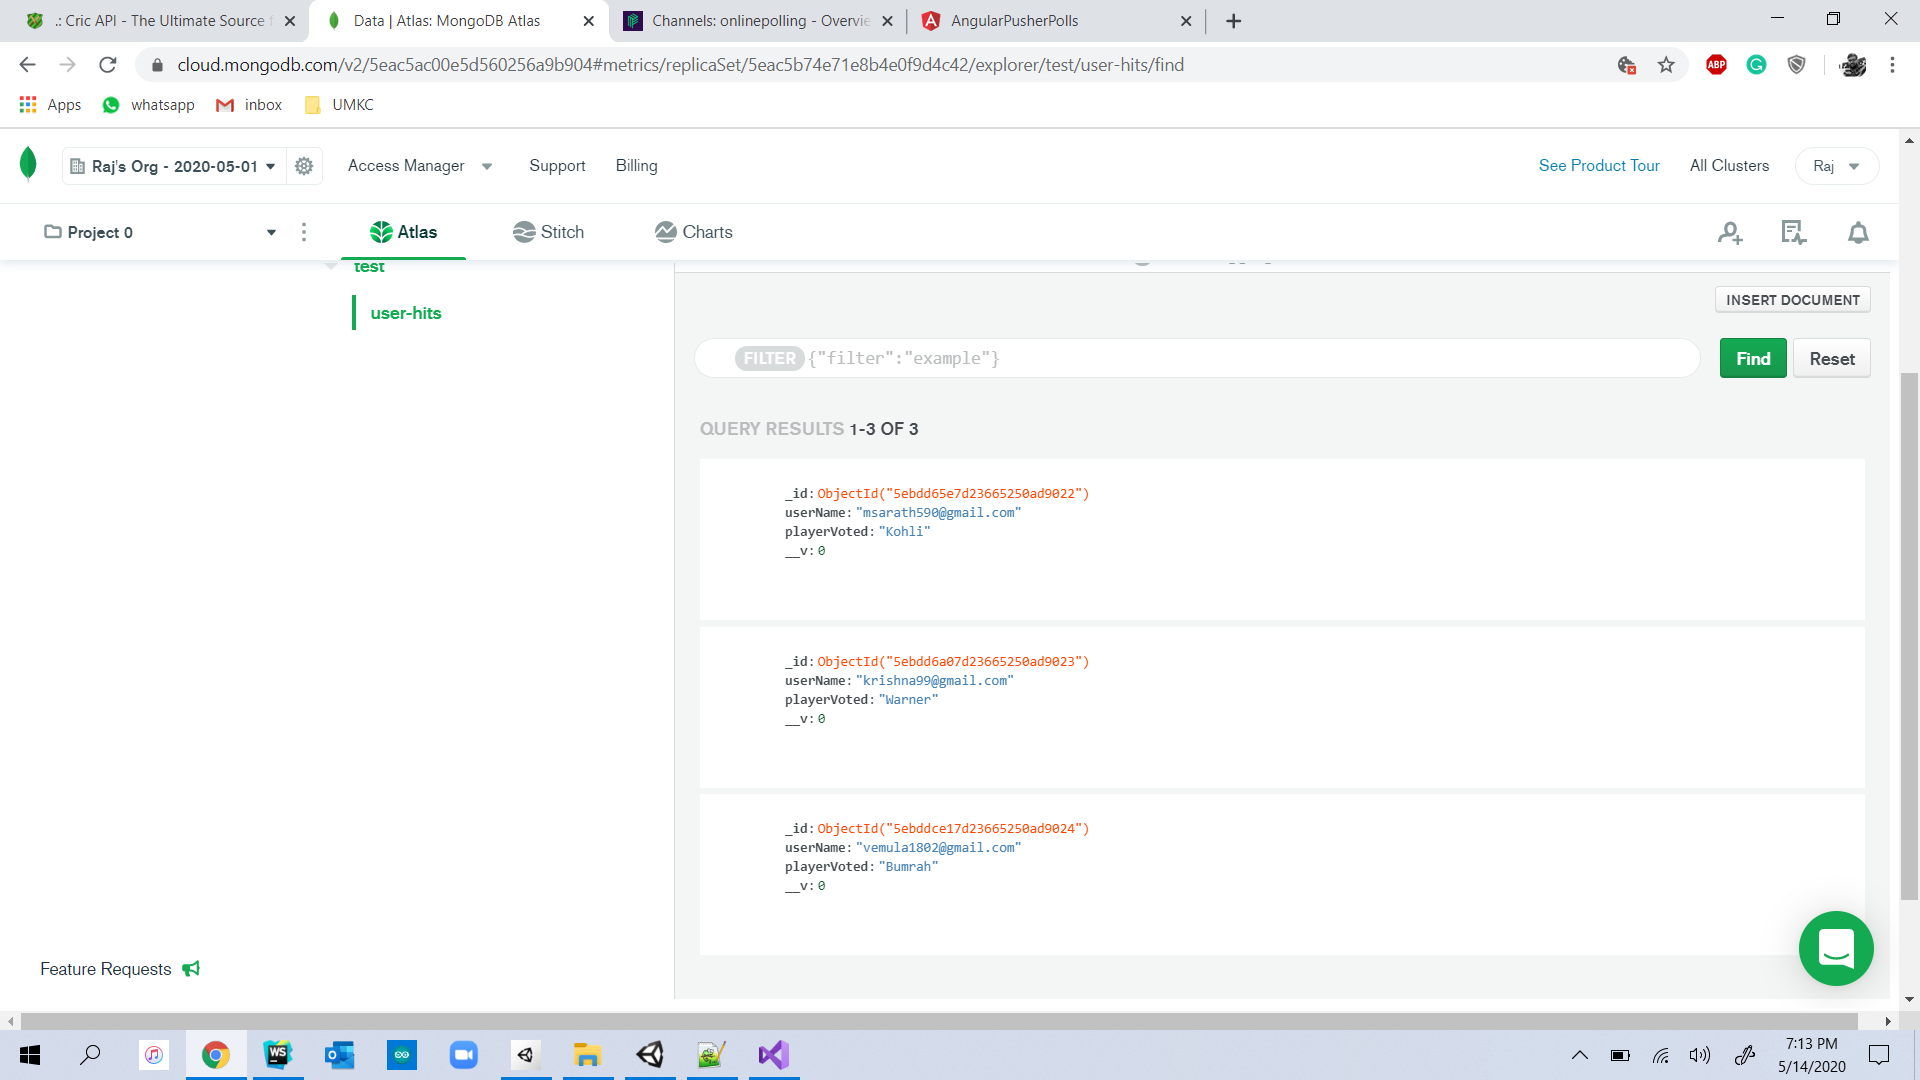 .: Cric API - The Ultimate Source f
Data | Atlas: MongoDB Atlas
Channels: onlinepolling - Overvie
AngularPusherPolls
cloud.mongodb.com/v2/5eac5ac00e5d560256a9b904#metrics/replicaSet/5eac5b74e71e8b4e0f9d4c42/explorer/test/user-hits/find
ABP
Apps
whatsapp
inbox
UMKC
Raj's Org - 2020-05-01
Access Manager
Support
Billing
See Product Tour
All Clusters
Raj
Project 0
Atlas
Stitch
Charts
test
user-hits
INSERT DOCUMENT
FILTER {"filter":"example"}
Find
Reset
QUERY RESULTS 1-3 OF 3
_id: ObjectId("5ebdd65e7d23665250ad9022")
userName: "msarath590@gmail.com"
playerVoted: "Kohli"
__v: 0
_id: ObjectId("5ebdd6a07d23665250ad9023")
userName: "krishna99@gmail.com"
playerVoted: "Warner"
__v: 0
_id: ObjectId("5ebddce17d23665250ad9024")
userName: "vemula1802@gmail.com"
playerVoted: "Bumrah"
__v: 0
Feature Requests
WS
7:13 PM
5/14/2020